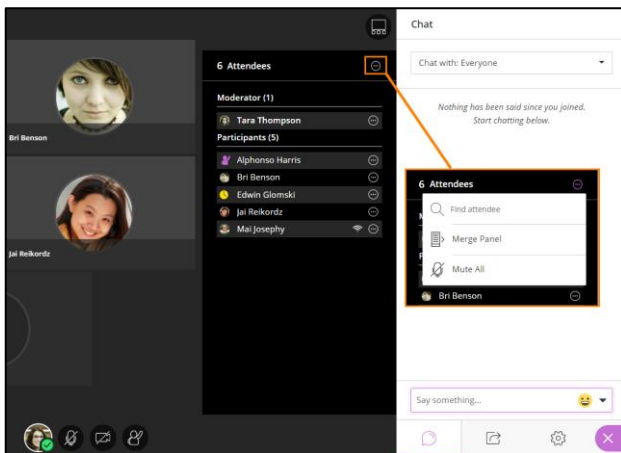 Bri Benson
Jai Reikordz
6 Attendees
Moderator (1)
Tara Thompson
Participants (5)
Alphonso Harris
Bri Benson
Edwin Glomski
Jai Reikordz
Mai Josephy
Chat
Chat with: Everyone
Nothing has been said since you joined.
Start chatting below.
6 Attendees
Find attendee
Merge Panel
Mute All
Bri Benson
Say something...